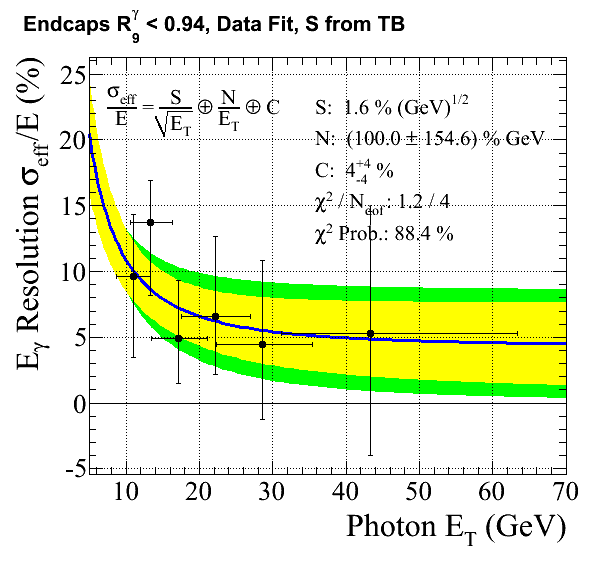 Endcaps R₉^γ < 0.94, Data Fit, S from TB
σ_eff/E = S/√E_T ⊕ N/E_T ⊕ C
S: 1.6 % (GeV)^1/2
N: (100.0 ± 154.6) % GeV
C: 4 +4 -4 %
χ² / N_dof: 1.2 / 4
χ² Prob.: 88.4 %
E_γ Resolution σ_eff/E (%)
25
20
15
10
5
0
-5
10 20 30 40 50 60 70
Photon E_T (GeV)